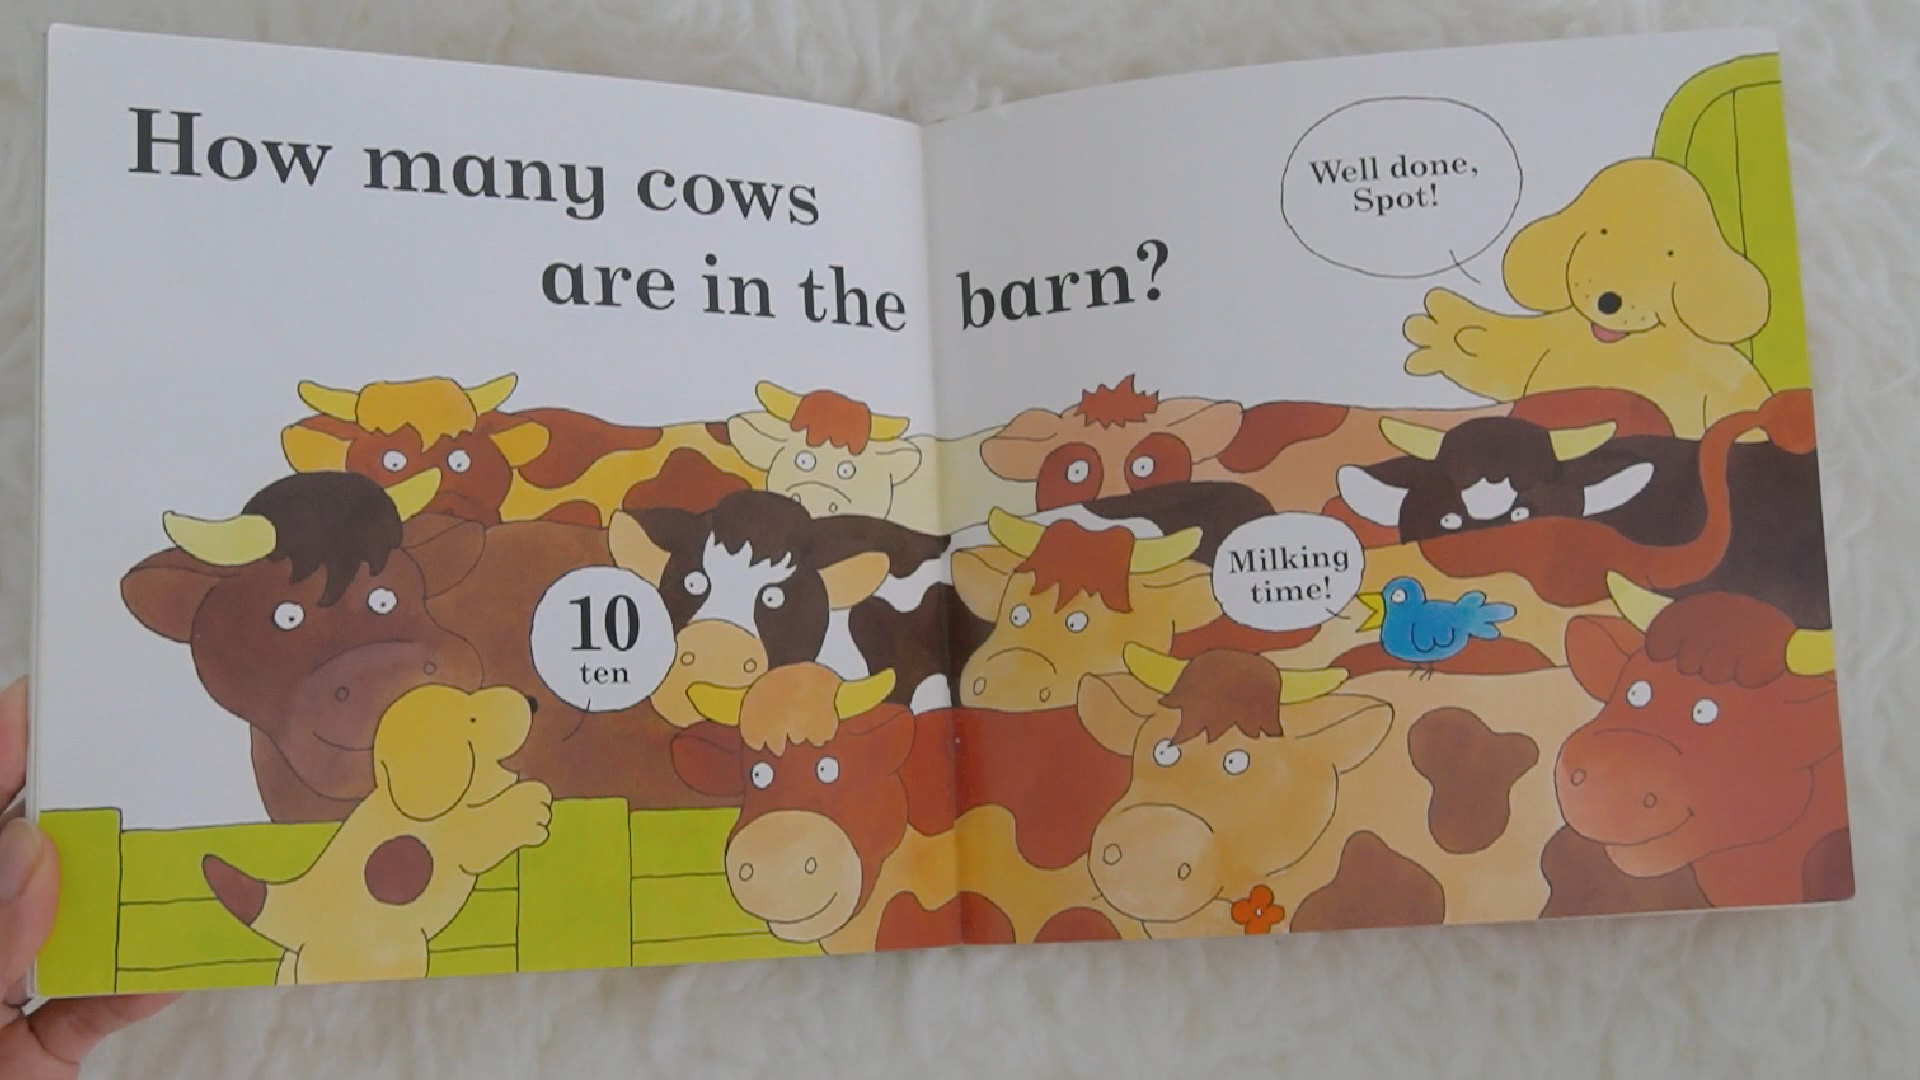 How many cows
are in the barn?
Well done,
Spot!
10
ten
Milking
time!